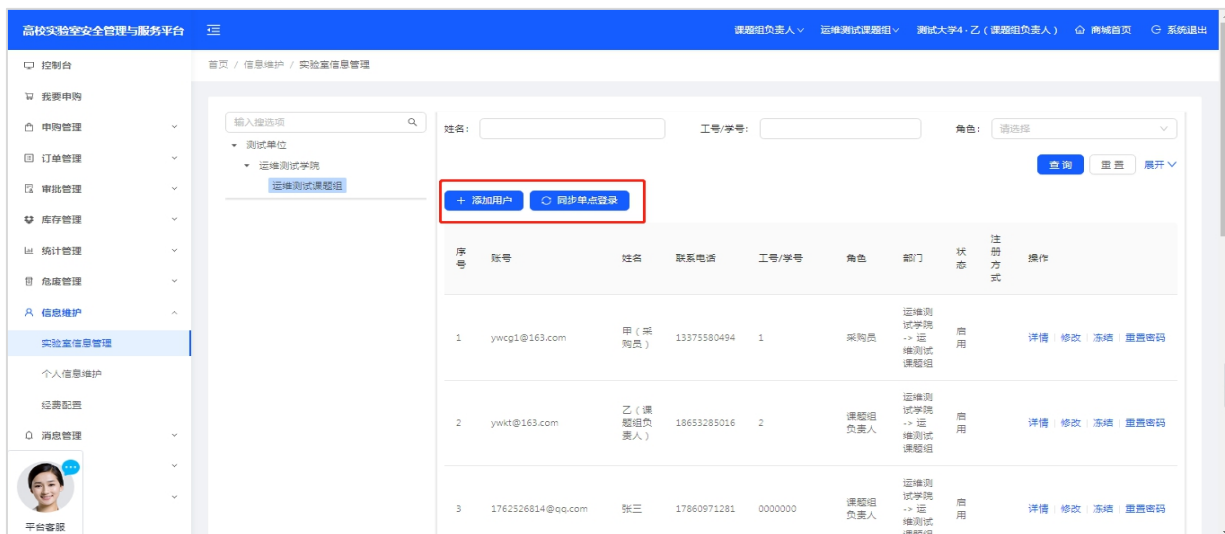 高校实验室安全管理与服务平台
课题组负责人 运维测试课题组 测试大学4·乙（课题组负责人） 商城首页 系统退出
控制台
首页 / 信息维护 / 实验室信息管理
我要申购
申购管理
订单管理
审批管理
库存管理
统计管理
危废管理
信息维护
实验室信息管理
个人信息维护
经费配置
消息管理
平台客服
输入搜选项
测试单位
运维测试学院
运维测试课题组
姓名：
工号/学号：
角色： 请选择
查询 重置 展开
+ 添加用户 同步单点登录
序号 账号 姓名 联系电话 工号/学号 角色 部门 状态 注册方式 操作
1 ywcg1@163.com 甲（采购员） 13375580494 1 采购员 运维测试学院 -> 运维测试课题组 启用 详情 修改 冻结 重置密码
2 ywkt@163.com 乙（课题组负责人） 18653285016 2 课题组负责人 运维测试学院 -> 运维测试课题组 启用 详情 修改 冻结 重置密码
3 1762526814@qq.com 张三 17860971281 0000000 课题组负责人 运维测试学院 -> 运维测试课题组 启用 详情 修改 冻结 重置密码